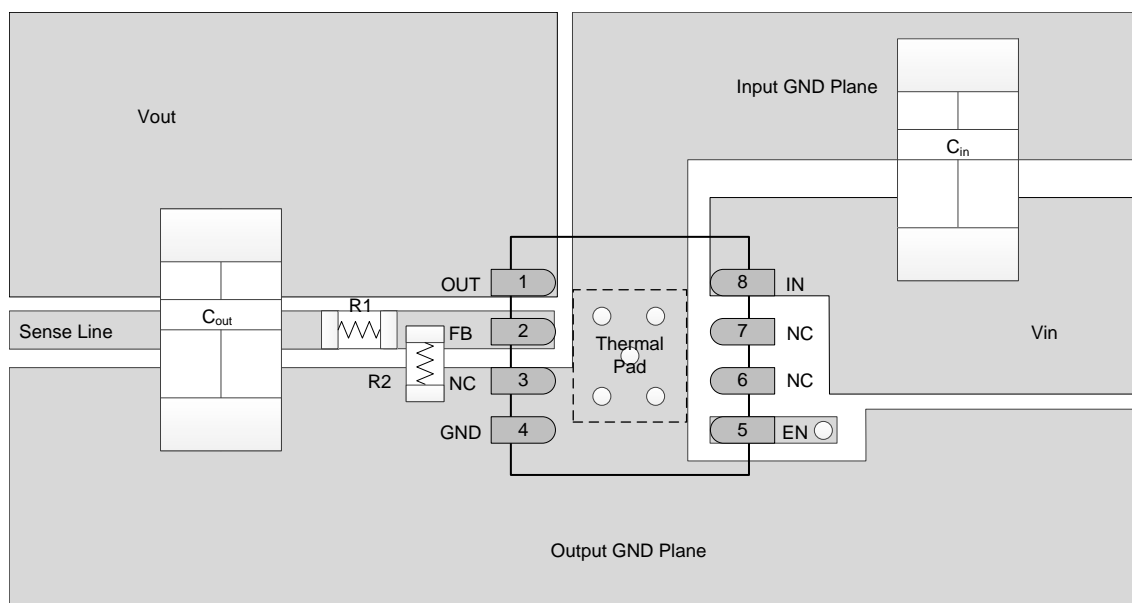 Vout
Input GND Plane
Cin
OUT
1
8
IN
R1
Cout
Sense Line
FB
2
7
NC
Vin
Thermal
Pad
R2
NC
3
6
NC
GND
4
5
EN
Output GND Plane